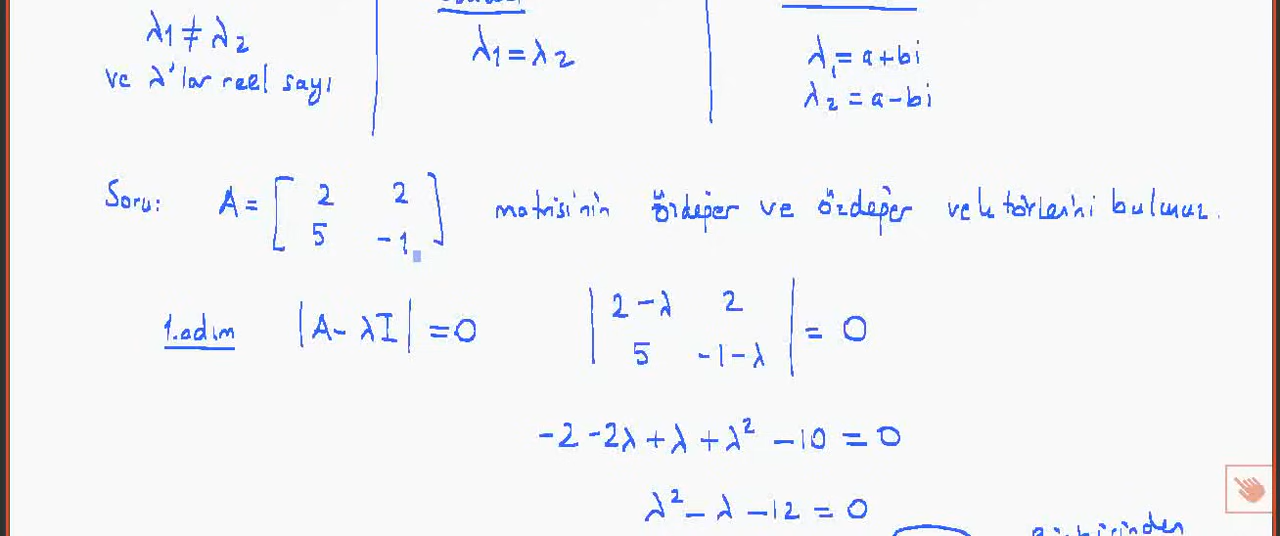 λ1 ≠ λ2
ve λ'lar reel sayı
λ1 = λ2
λ1 = a+bi
λ2 = a-bi
Soru: A = [ 2 2
5 -1 ] matrisinin özdeğer ve özdeğer vektörlerini bulunuz.
1.adım |A-λI| = 0
| 2-λ 2
5 -1-λ | = 0
-2-2λ+λ+λ² -10 = 0
λ² - λ - 12 = 0
Birbirinden